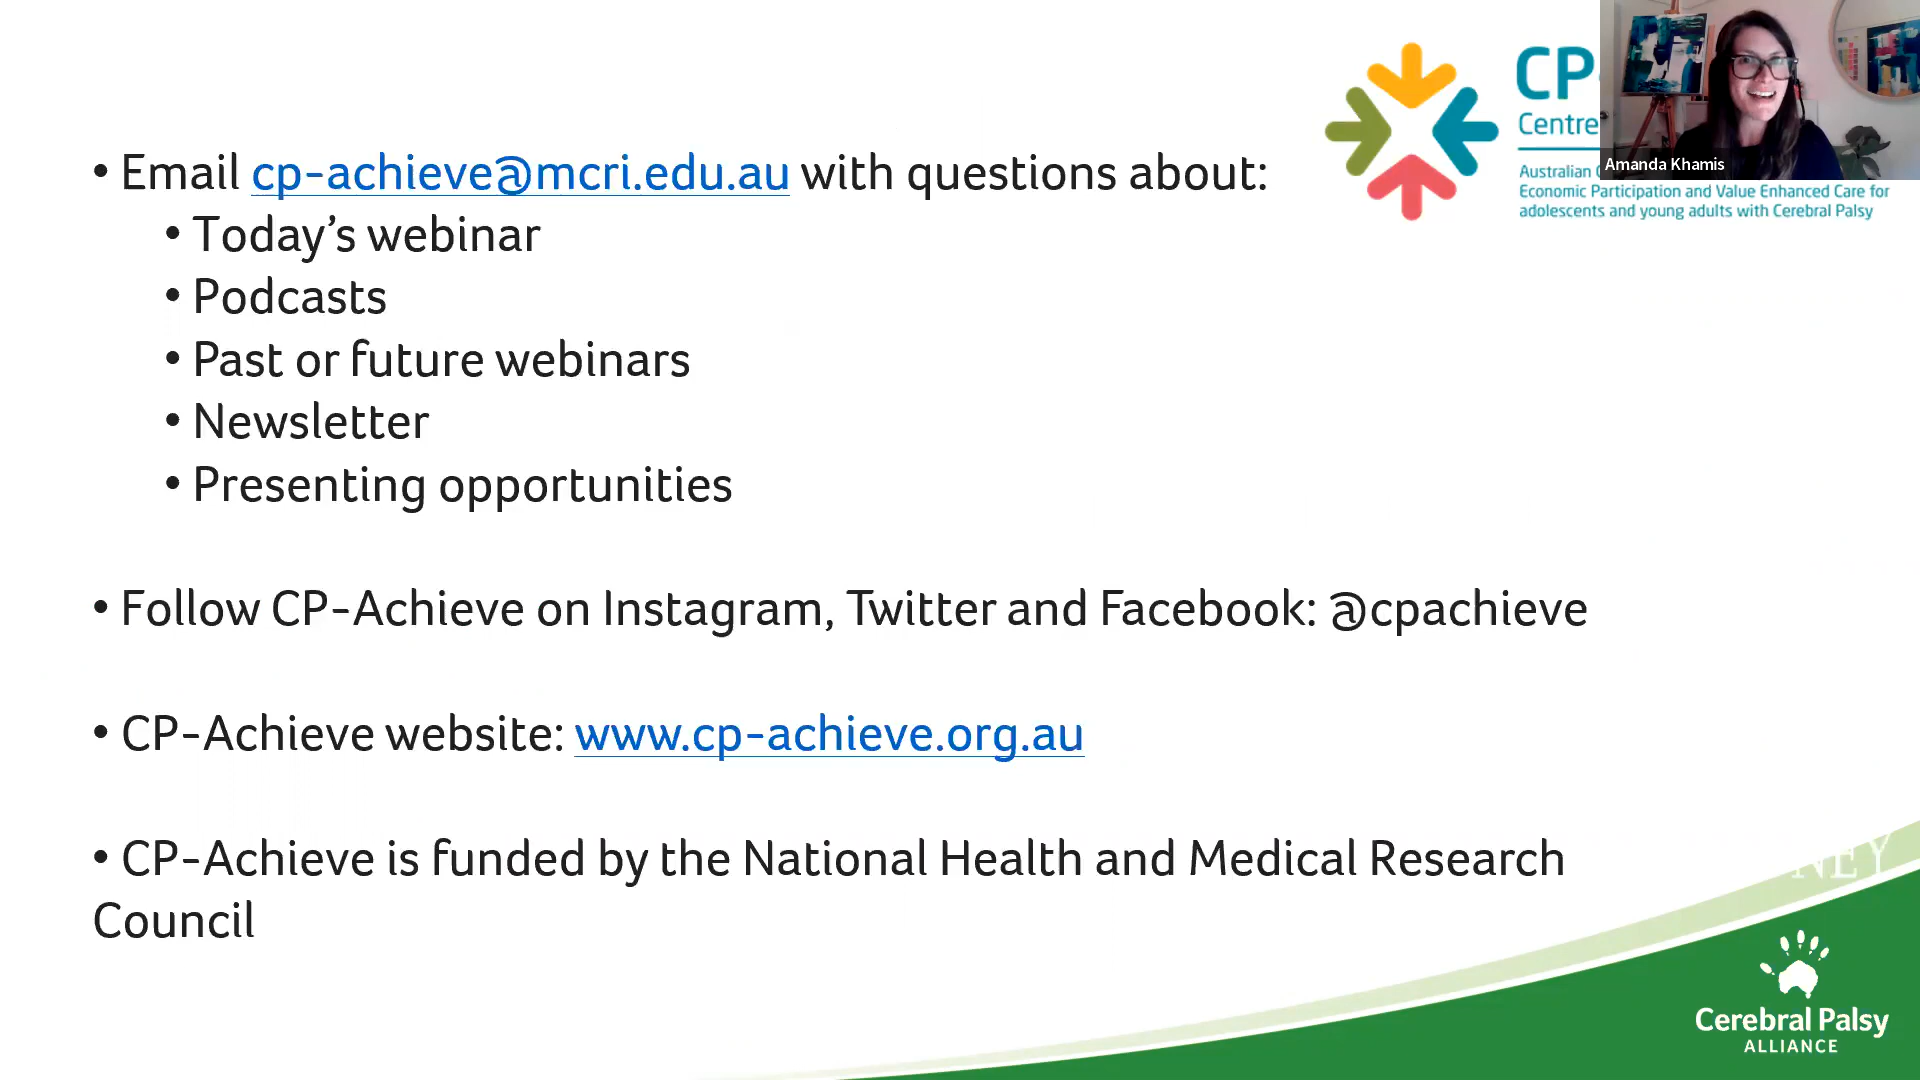 CP
Centre
Australian
Economic Participation and Value Enhanced Care for
adolescents and young adults with Cerebral Palsy
Amanda Khamis
• Email cp-achieve@mcri.edu.au with questions about:
• Today’s webinar
• Podcasts
• Past or future webinars
• Newsletter
• Presenting opportunities
• Follow CP-Achieve on Instagram, Twitter and Facebook: @cpachieve
• CP-Achieve website: www.cp-achieve.org.au
• CP-Achieve is funded by the National Health and Medical Research
Council
Cerebral Palsy
ALLIANCE